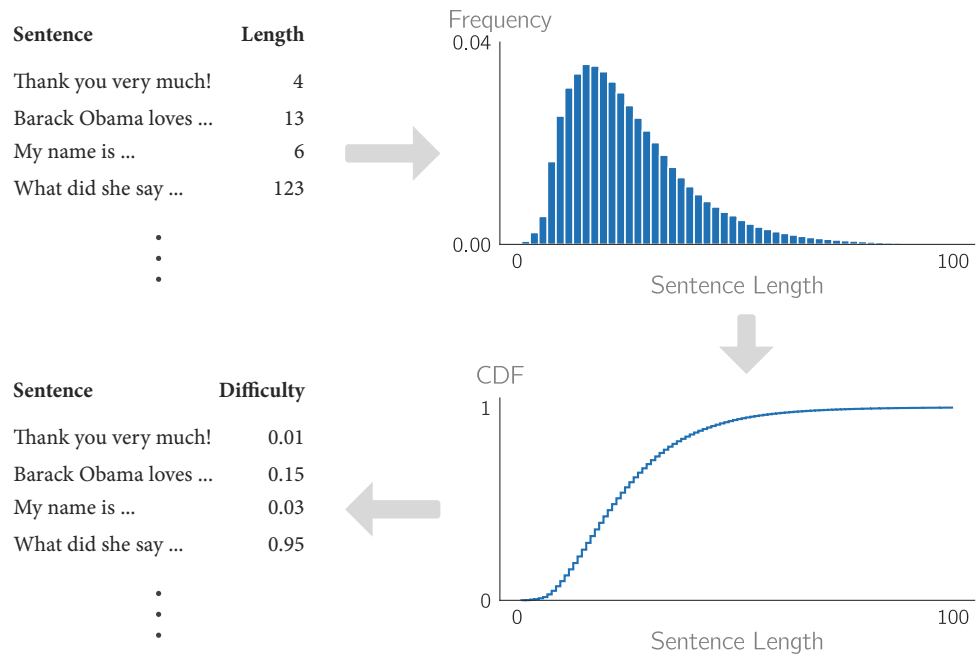 Sentence Length
Thank you very much! 4
Barack Obama loves ... 13
My name is ... 6
What did she say ... 123
Frequency
0.04
0.00
0 100
Sentence Length
Sentence Difficulty
Thank you very much! 0.01
Barack Obama loves ... 0.15
My name is ... 0.03
What did she say ... 0.95
CDF
1
0
0 100
Sentence Length